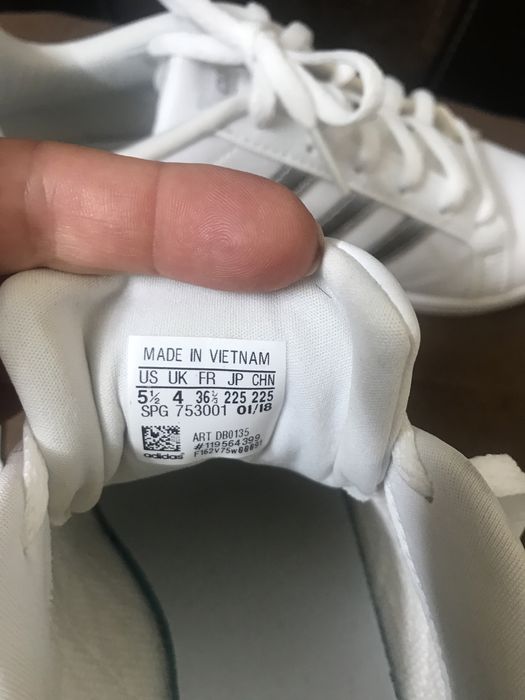 MADE IN VIETNAM
US UK FR JP CHN
5½ 4 36⅔ 225 225
SPG 753001 01/18
ART DB0135
#119564399
adidas